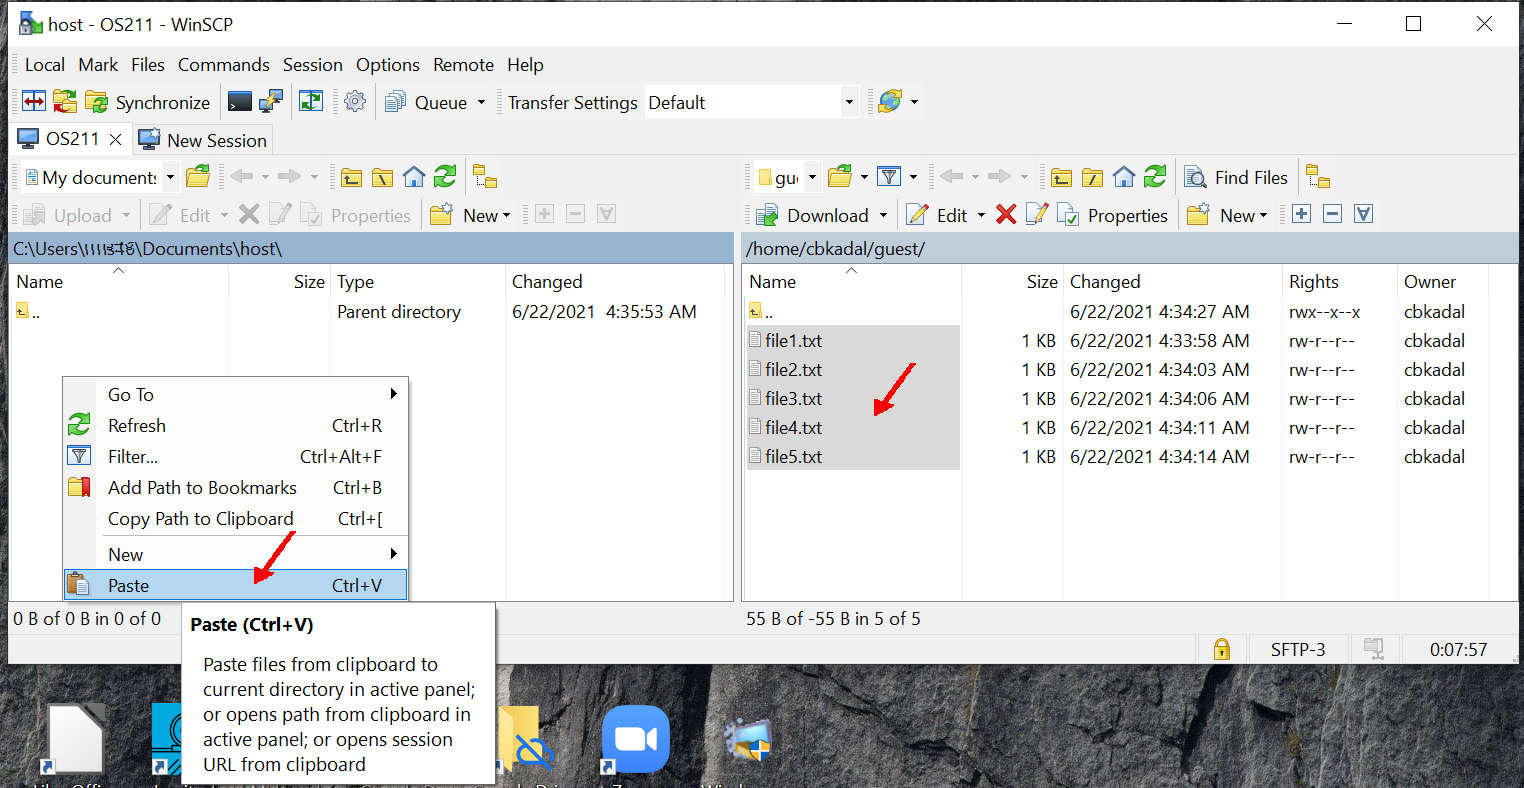 host - OS211 - WinSCP
Local Mark Files Commands Session Options Remote Help
Synchronize Queue Transfer Settings Default
OS211 New Session
My document:
gu
Find Files
Upload Edit Properties New
Download Edit Properties New
C:\Users\ \Documents\host\
/home/cbkadal/guest/
Name Size Type Changed
.. Parent directory 6/22/2021 4:35:53 AM
Name Size Changed Rights Owner
.. 6/22/2021 4:34:27 AM rwx--x--x cbkadal
file1.txt 1 KB 6/22/2021 4:33:58 AM rw-r--r-- cbkadal
file2.txt 1 KB 6/22/2021 4:34:03 AM rw-r--r-- cbkadal
file3.txt 1 KB 6/22/2021 4:34:06 AM rw-r--r-- cbkadal
file4.txt 1 KB 6/22/2021 4:34:11 AM rw-r--r-- cbkadal
file5.txt 1 KB 6/22/2021 4:34:14 AM rw-r--r-- cbkadal
Go To
Refresh Ctrl+R
Filter... Ctrl+Alt+F
Add Path to Bookmarks Ctrl+B
Copy Path to Clipboard Ctrl+[
New
Paste Ctrl+V
0 B of 0 B in 0 of 0
55 B of -55 B in 5 of 5
Paste (Ctrl+V)
Paste files from clipboard to
current directory in active panel;
or opens path from clipboard in
active panel; or opens session
URL from clipboard
SFTP-3 0:07:57